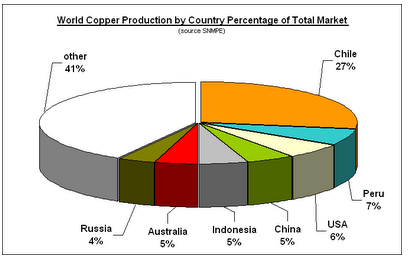 World Copper Production by Country Percentage of Total Market
(source SNMPE)
other
41%
Chile
27%
Peru
7%
USA
6%
China
5%
Indonesia
5%
Australia
5%
Russia
4%